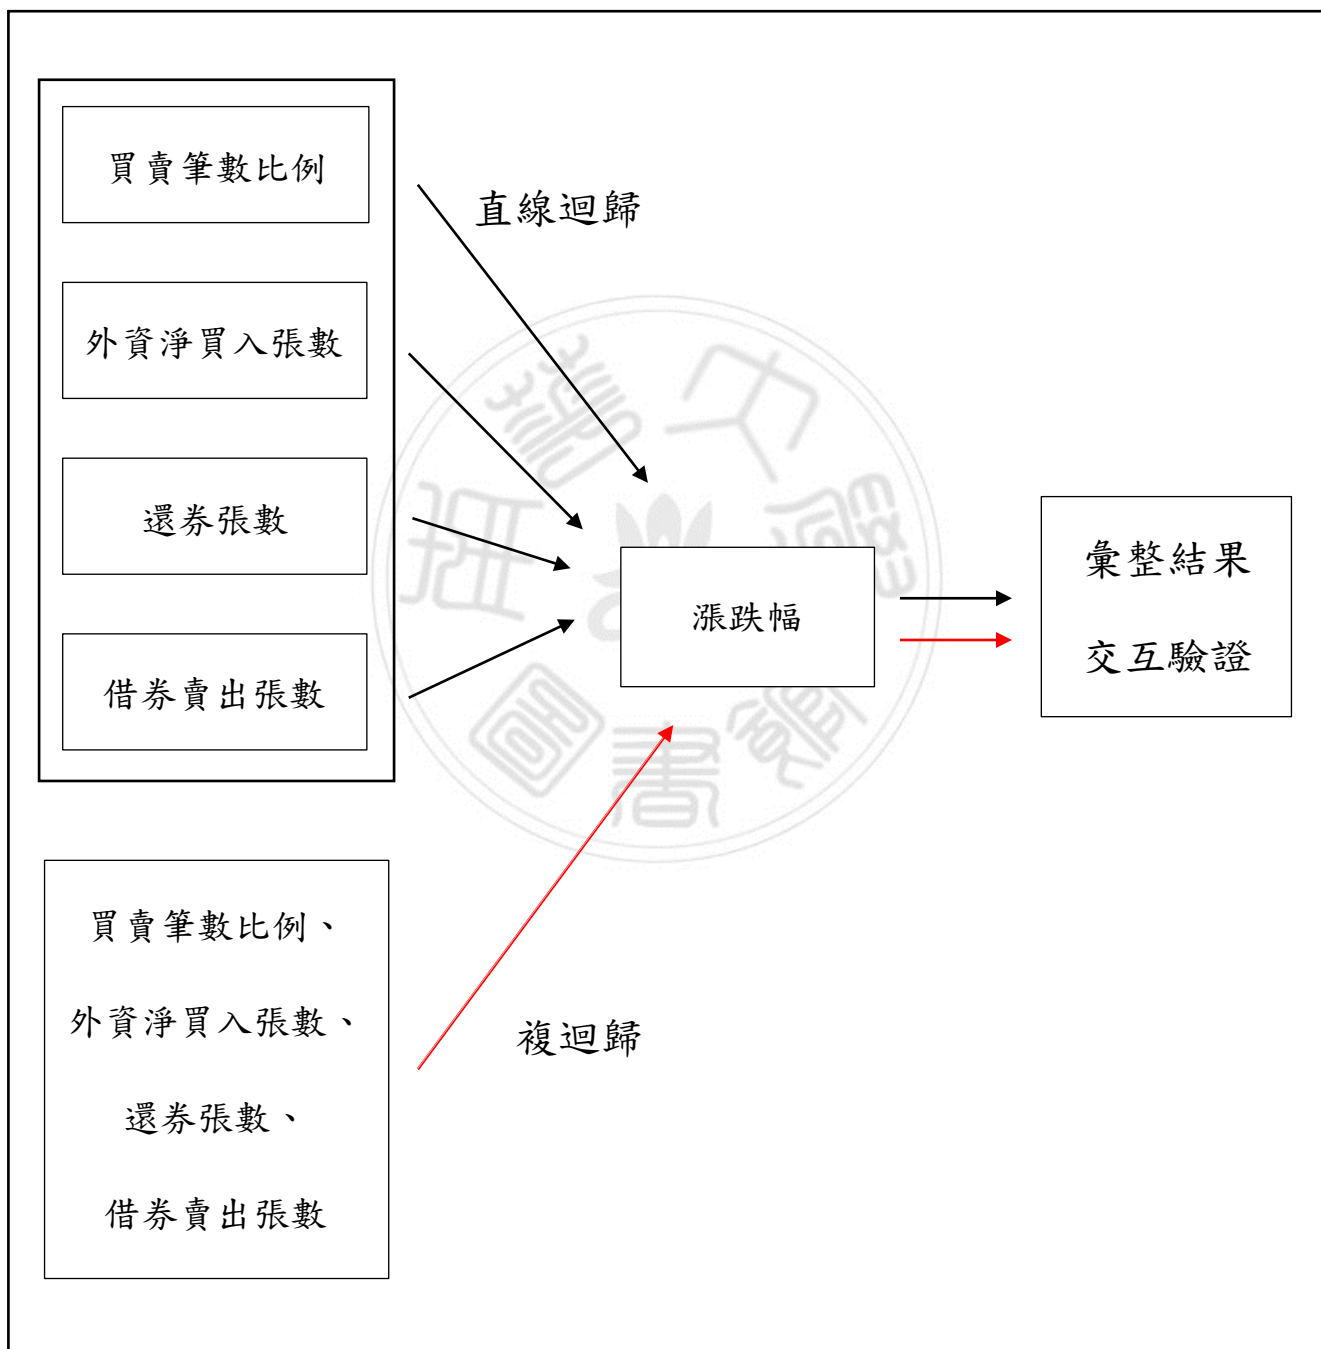 買賣筆數比例
直線迴歸
外資淨買入張數
還券張數
借券賣出張數
漲跌幅
彙整結果
交互驗證
買賣筆數比例、
外資淨買入張數、
還券張數、
借券賣出張數
複迴歸